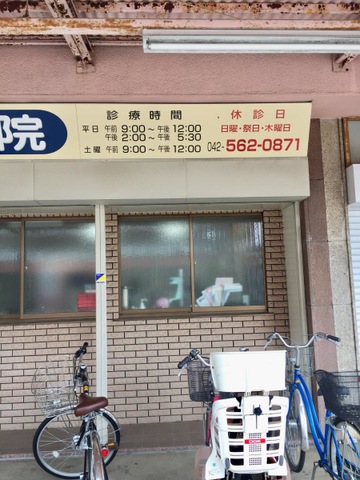 院
診療時間
平日 午前 9:00〜午後 12:00
午後 2:00〜午後 5:30
土曜 午前 9:00〜午後 12:00
休診日
日曜・祭日・木曜日
042-562-0871